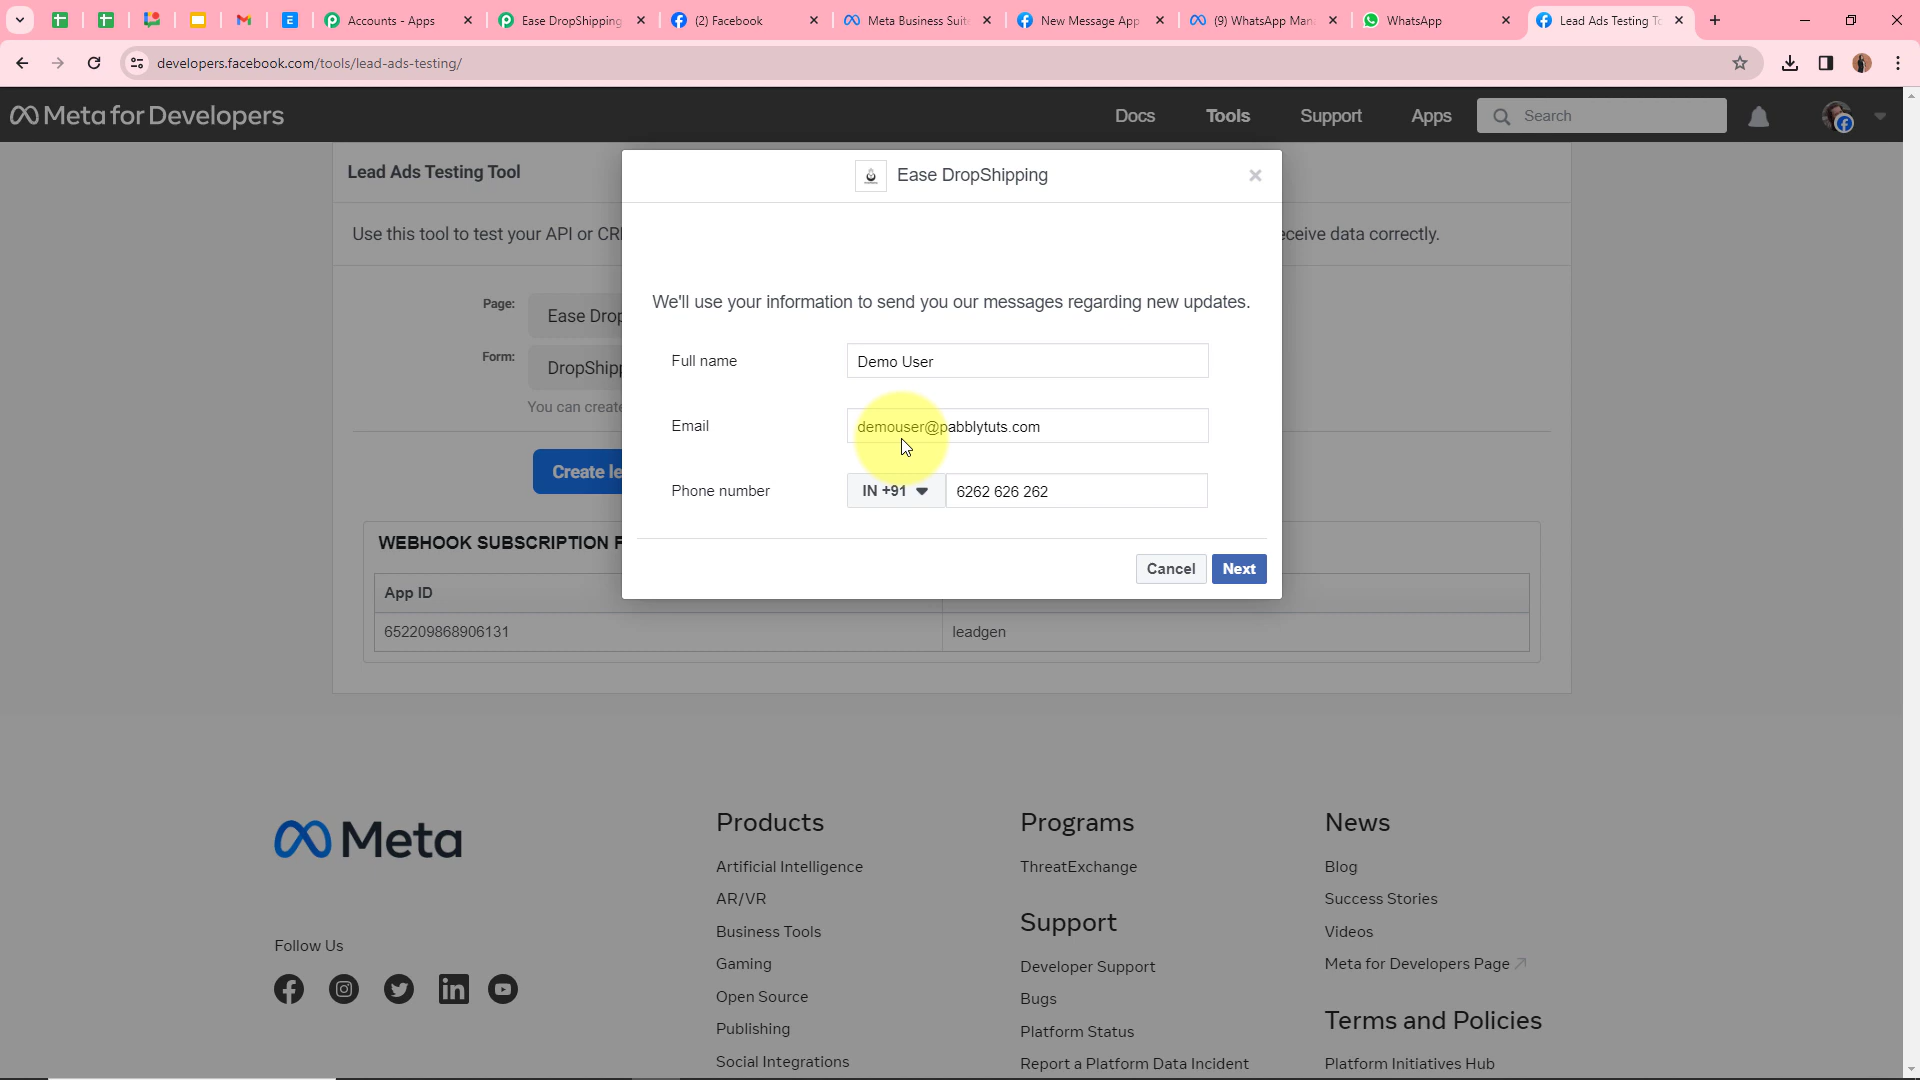 Accounts - Apps
Ease DropShipping
(2) Facebook
Meta Business Suite
New Message App
(9) WhatsApp Man
WhatsApp
Lead Ads Testing To
developers.facebook.com/tools/lead-ads-testing/
Meta for Developers
Docs
Tools
Support
Apps
Search
Lead Ads Testing Tool
Use this tool to test your API or CR
eceive data correctly.
Page:
Ease Drop
Form:
DropShipp
You can create
Create le
WEBHOOK SUBSCRIPTION F
App ID
652209868906131
leadgen
Ease DropShipping
We'll use your information to send you our messages regarding new updates.
Full name
Demo User
Email
demouser@pabblytuts.com
Phone number
IN +91
6262 626 262
Cancel
Next
Meta
Follow Us
Products
Artificial Intelligence
AR/VR
Business Tools
Gaming
Open Source
Publishing
Social Integrations
Programs
ThreatExchange
Support
Developer Support
Bugs
Platform Status
Report a Platform Data Incident
News
Blog
Success Stories
Videos
Meta for Developers Page
Terms and Policies
Platform Initiatives Hub